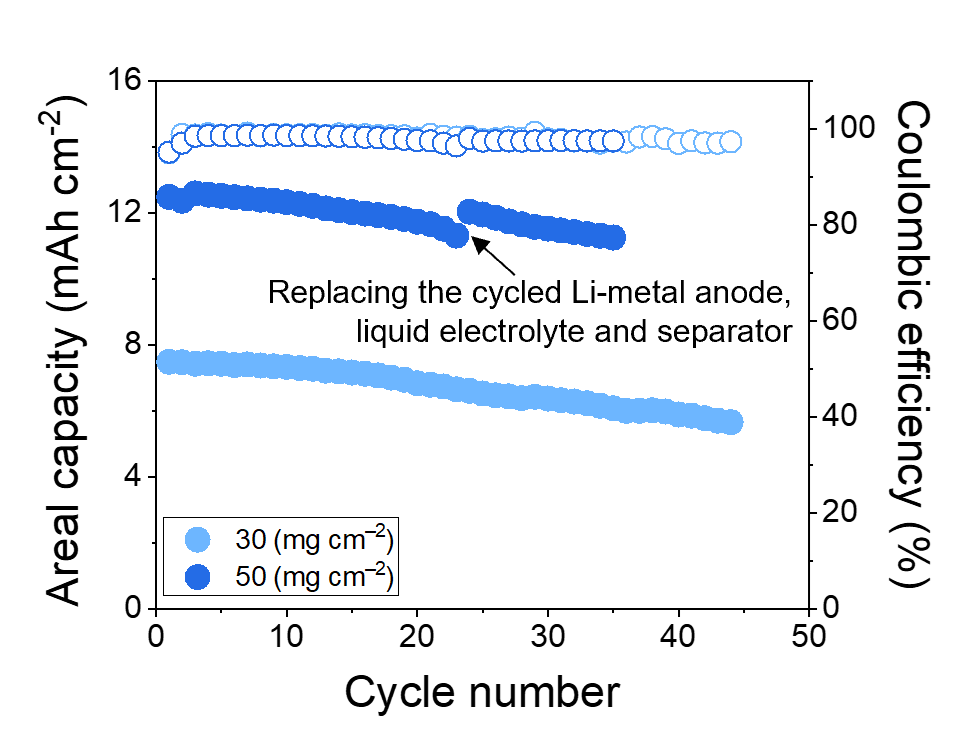 16
12
8
4
0
Areal capacity (mAh cm⁻²)
100
80
60
40
20
0
Coulombic efficiency (%)
Replacing the cycled Li-metal anode,
liquid electrolyte and separator
30 (mg cm⁻²)
50 (mg cm⁻²)
0 10 20 30 40 50
Cycle number